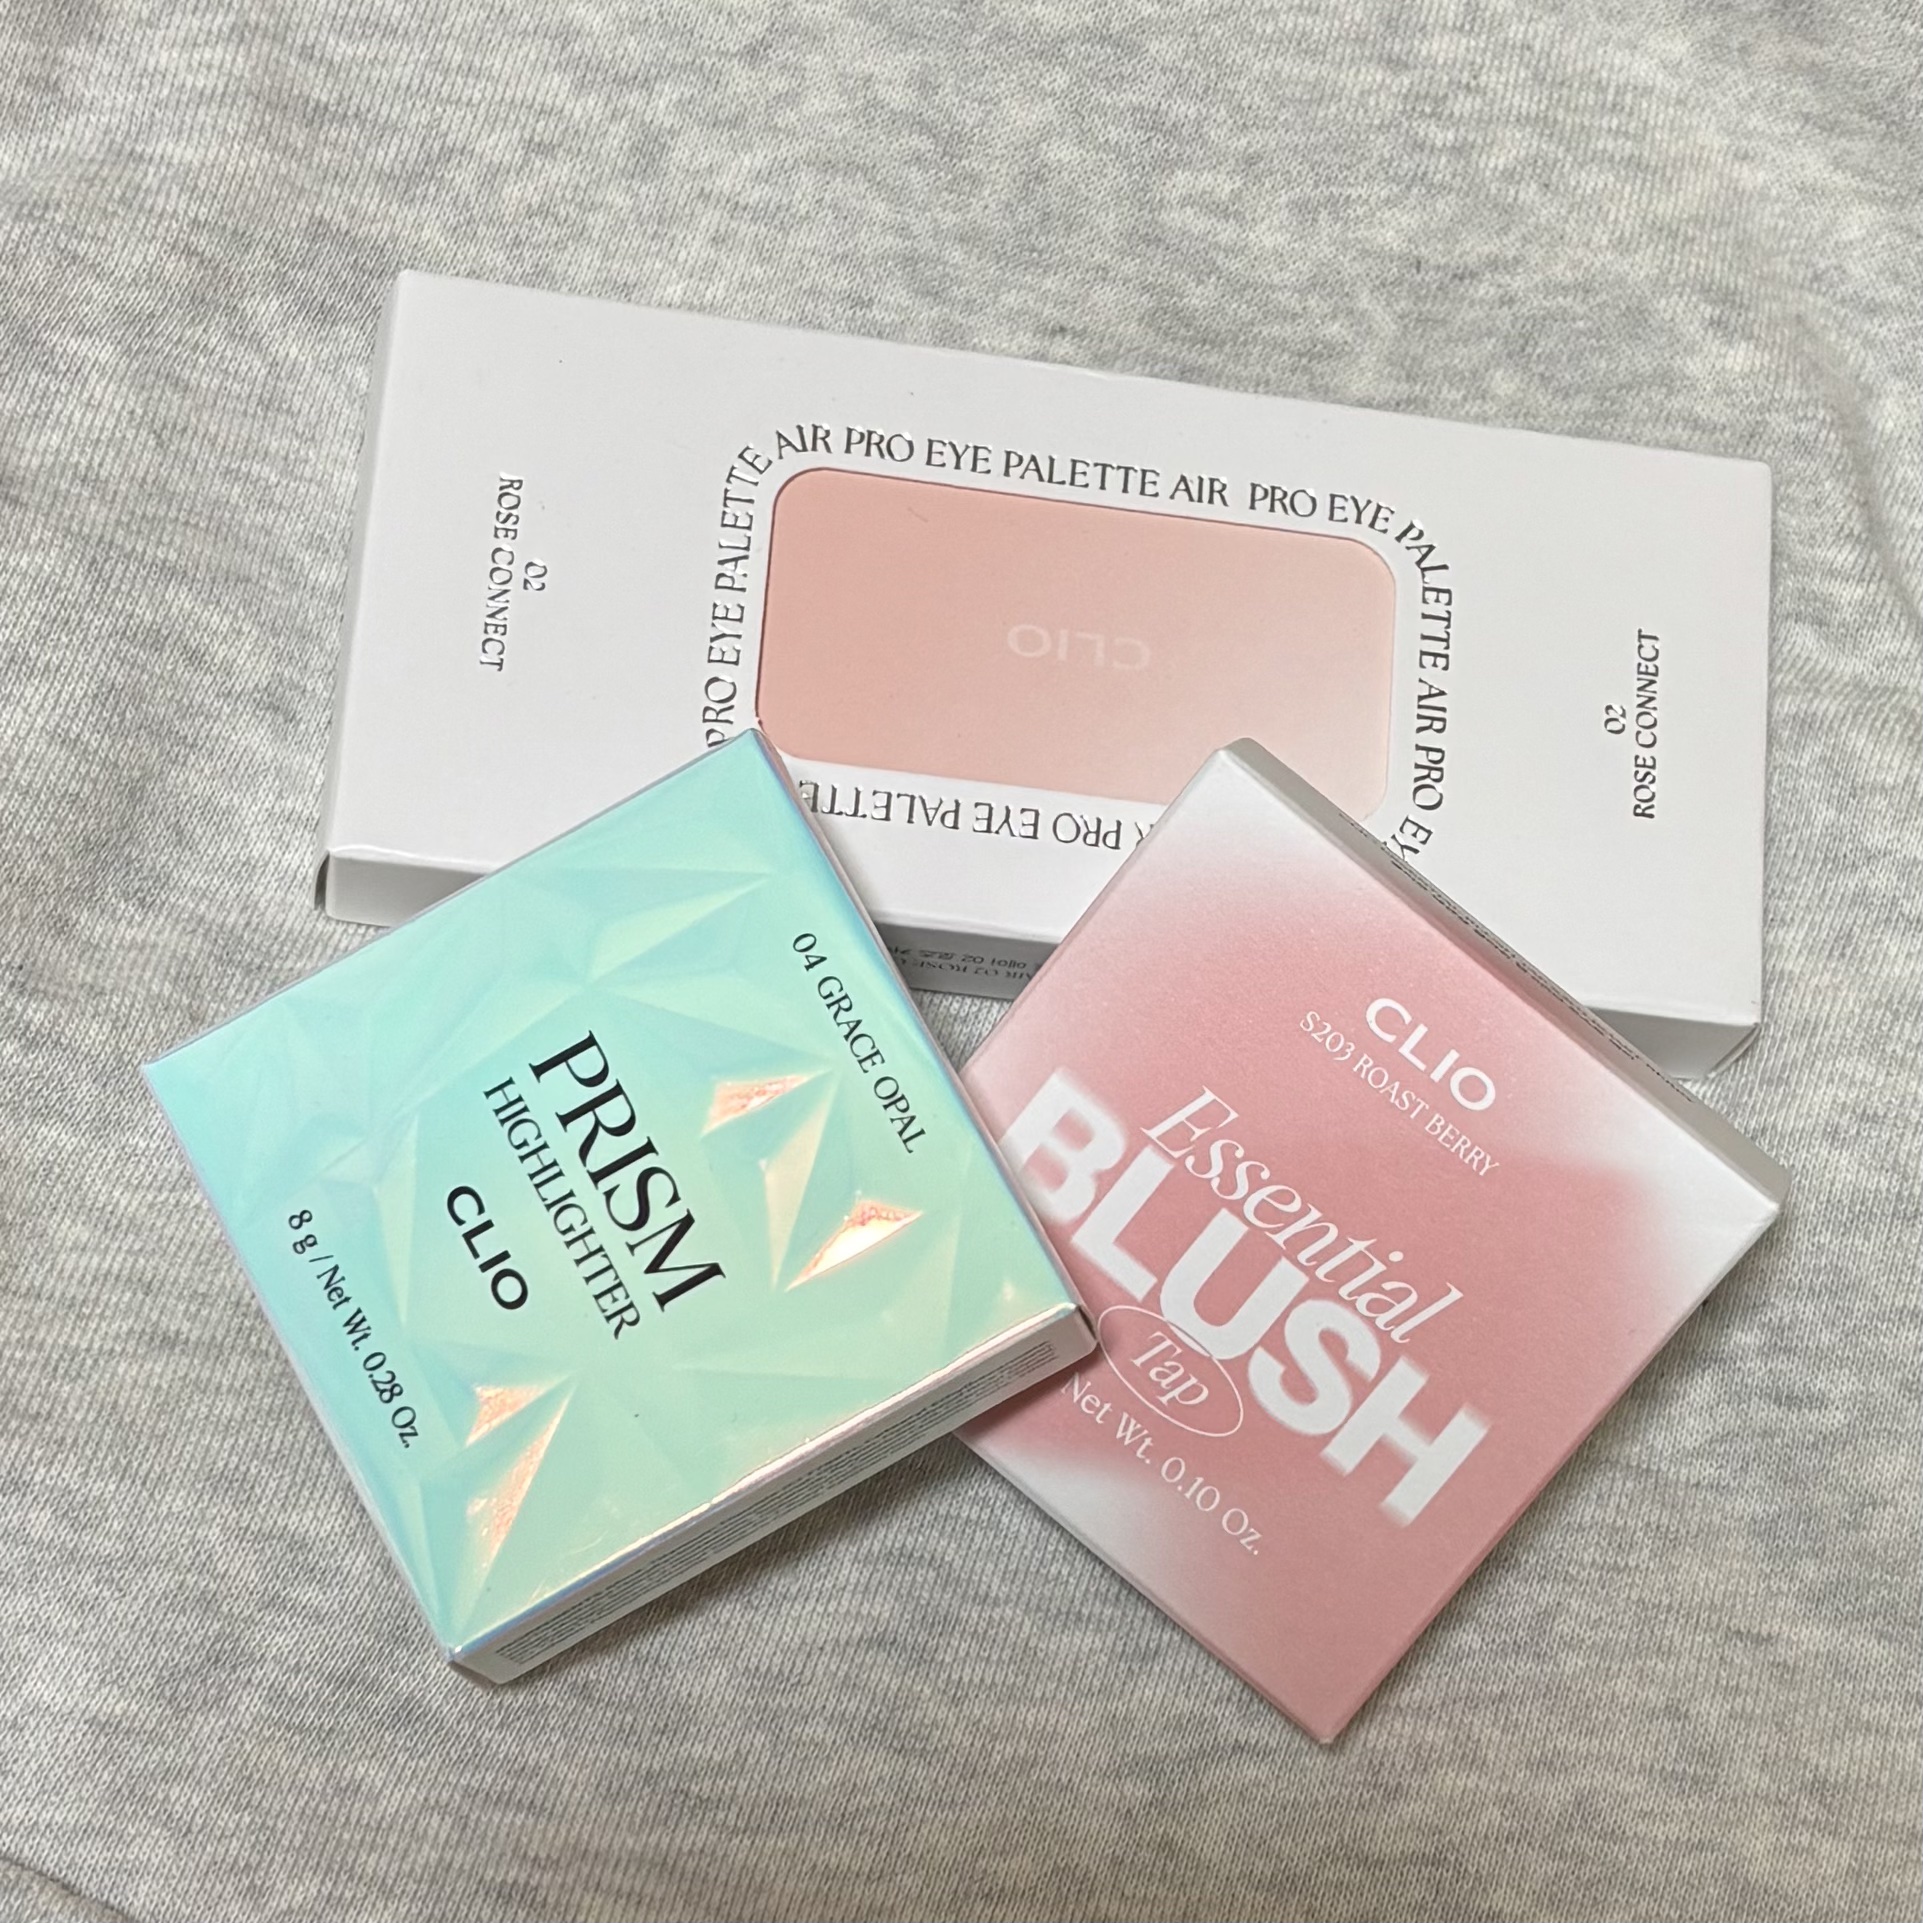 AIR PRO EYE PALETTE AIR PRO EYE PALETTE AIR PRO EY
PRO EYE PALETTE
PRO EYE PALETTE
CLIO
02
ROSE CONNECT
ROSE CONNECT
02
04 GRACE OPAL
PRISM
HIGHLIGHTER
CLIO
8 g / Net Wt. 0.28 Oz.
CLIO
S203 ROAST BERRY
Essential
BLUSH
Tap
Net Wt. 0.10 Oz.